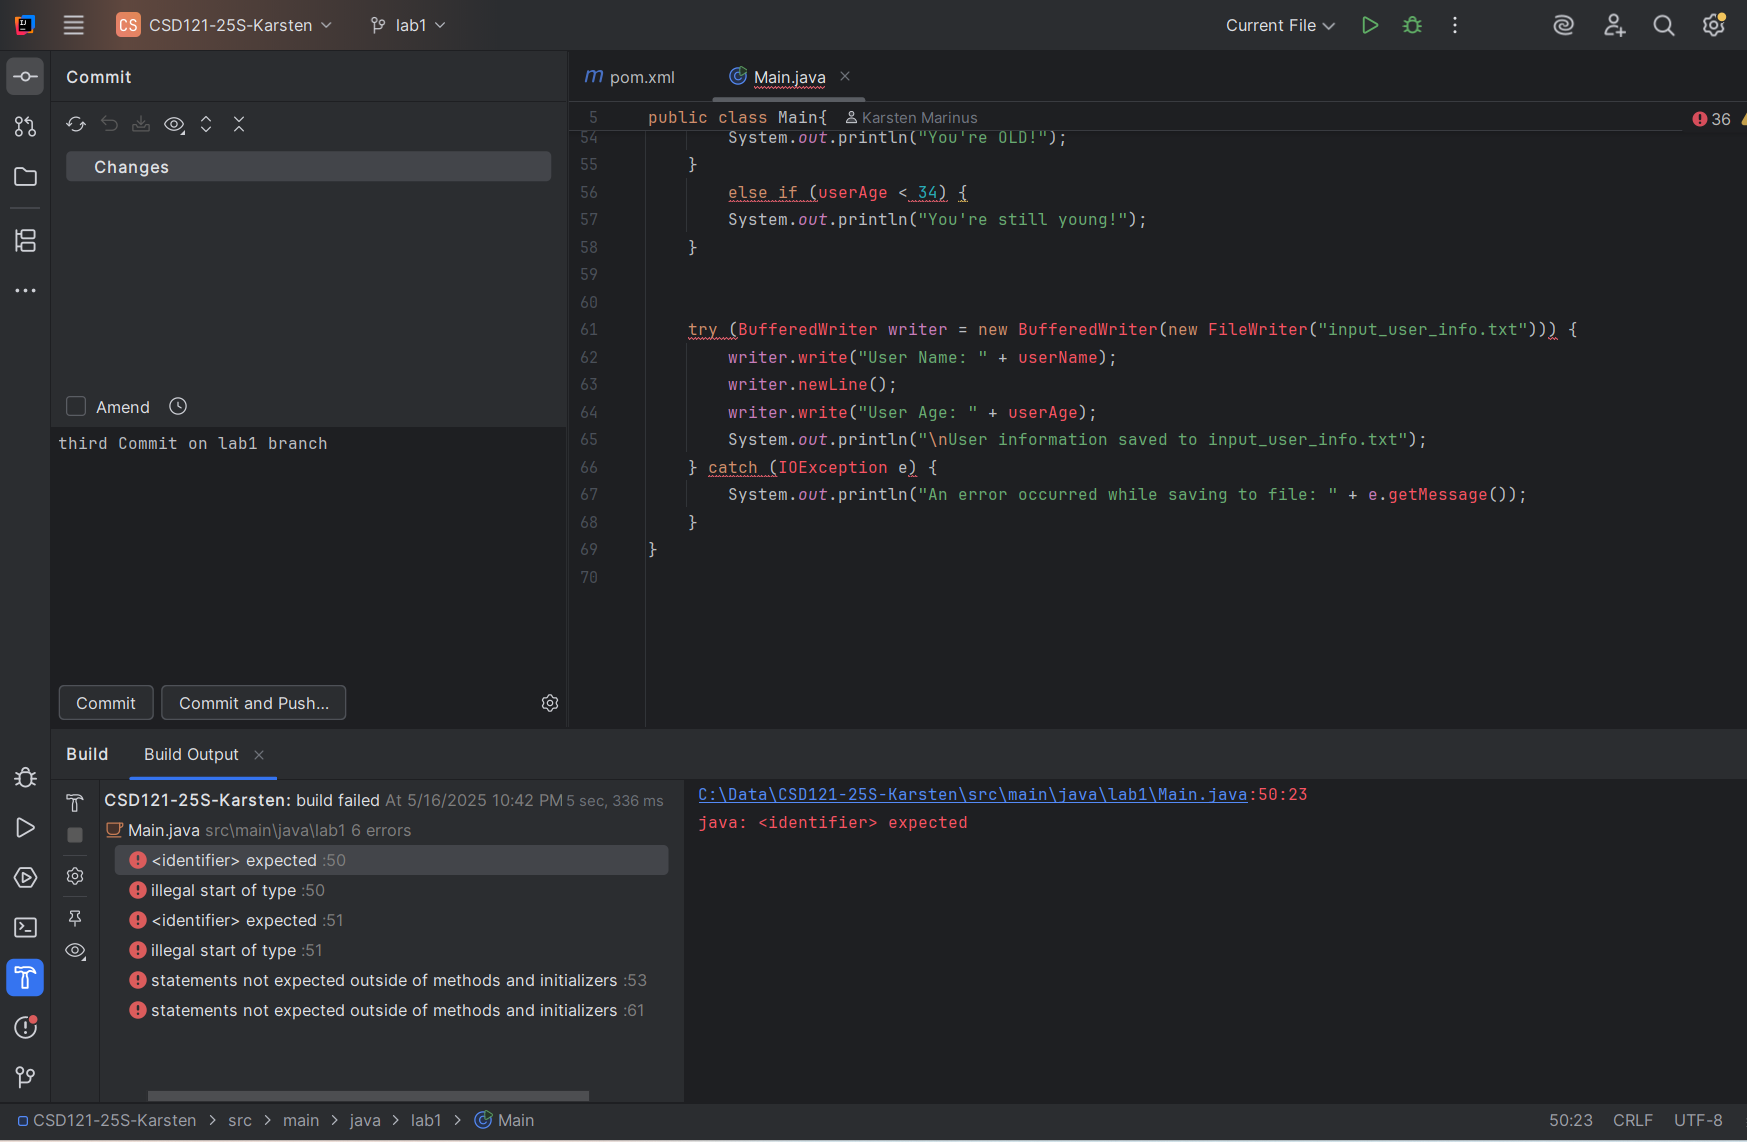 CS CSD121-25S-Karsten lab1 Current File
Commit
pom.xml Main.java
5 public class Main{ Karsten Marinus 36
Changes
54 System.out.println("You're OLD!");
55 }
56 else if (userAge < 34) {
57 System.out.println("You're still young!");
58 }
59
60
61 try (BufferedWriter writer = new BufferedWriter(new FileWriter("input_user_info.txt"))) {
62 writer.write("User Name: " + userName);
63 writer.newLine();
64 writer.write("User Age: " + userAge);
65 System.out.println("\nUser information saved to input_user_info.txt");
66 } catch (IOException e) {
67 System.out.println("An error occurred while saving to file: " + e.getMessage());
68 }
69 }
70
Amend
third Commit on lab1 branch
Commit Commit and Push...
Build Build Output
CSD121-25S-Karsten: build failed At 5/16/2025 10:42 PM 5 sec, 336 ms
Main.java src\main\java\lab1 6 errors
<identifier> expected :50
illegal start of type :50
<identifier> expected :51
illegal start of type :51
statements not expected outside of methods and initializers :53
statements not expected outside of methods and initializers :61
C:\Data\CSD121-25S-Karsten\src\main\java\lab1\Main.java:50:23
java: <identifier> expected
CSD121-25S-Karsten > src > main > java > lab1 > Main 50:23 CRLF UTF-8